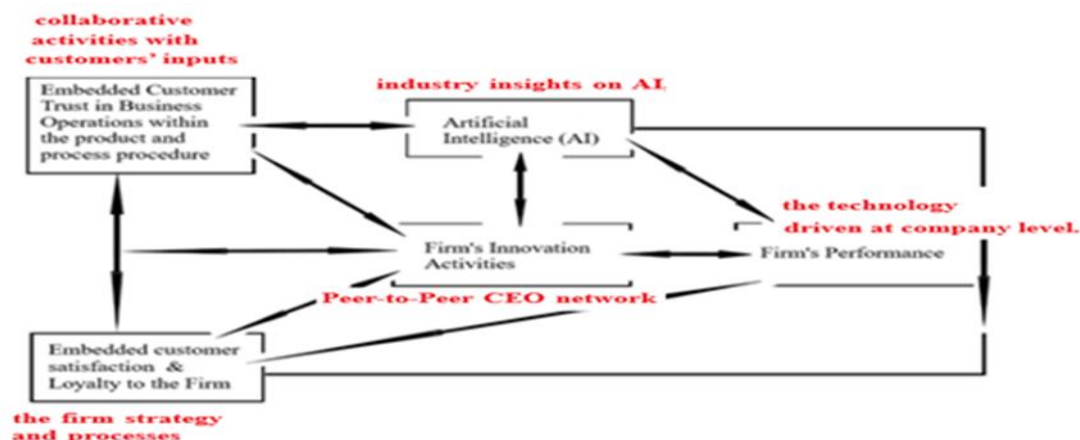 collaborative
activities with
customers' inputs
Embedded Customer
Trust in Business
Operations within
the product and
process procedure
industry insights on AI.
Artificial
Intelligence (AI)
the technology
driven at company level.
Firm's Innovation
Activities
Firm's Performance
Peer-to-Peer CEO network
Embedded customer
satisfaction &
Loyalty to the Firm
the firm strategy
and processes